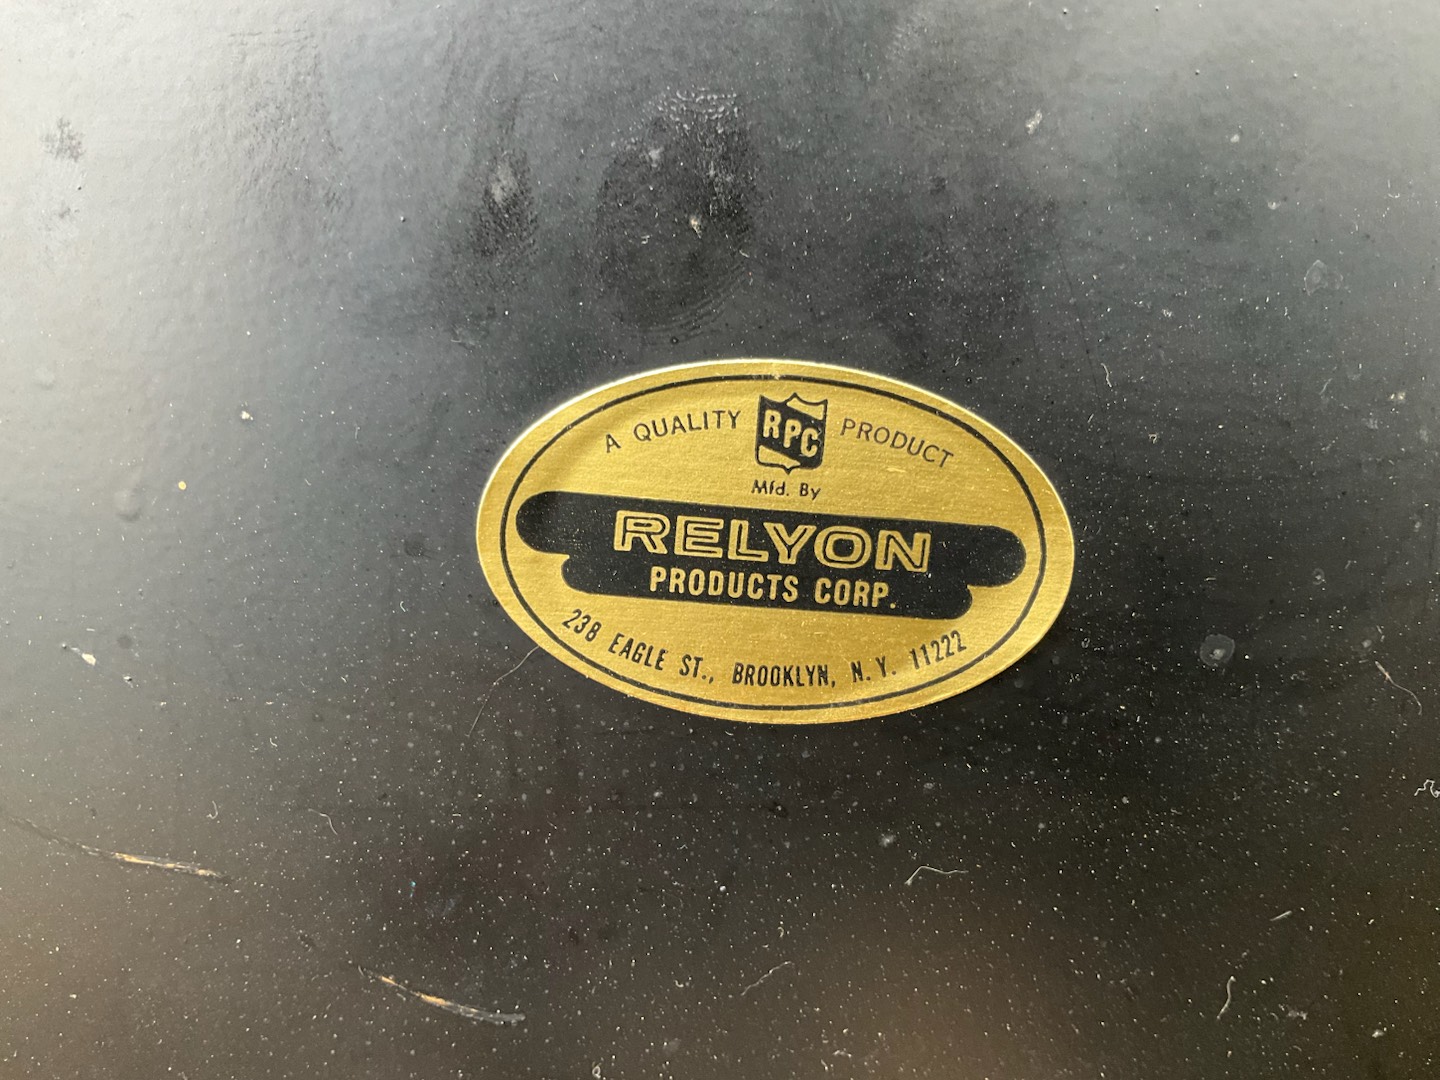 A QUALITY RPC PRODUCT
Mfd. By
RELYON
PRODUCTS CORP.
238 EAGLE ST., BROOKLYN, N.Y. 11222